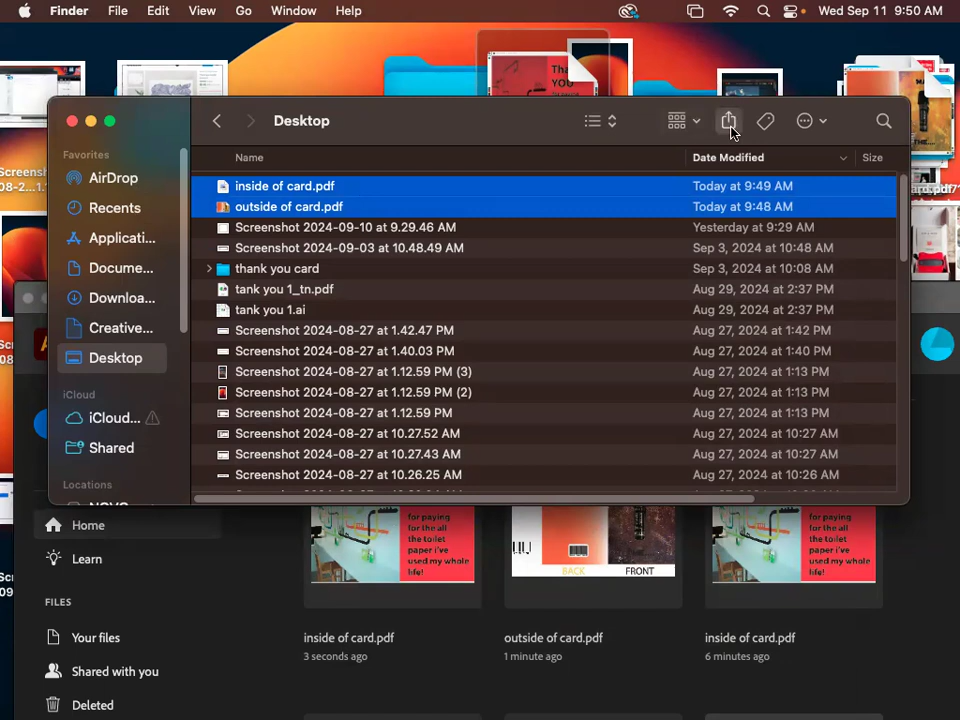 Finder File Edit View Go Window Help Wed Sep 11 9:50 AM
Tha
YOU
Desktop
Favorites
Name Date Modified Size
AirDrop
inside of card.pdf Today at 9:49 AM
Recents
outside of card.pdf Today at 9:48 AM
Screenshot 2024-09-10 at 9.29.46 AM Yesterday at 9:29 AM
Applicati...
Screenshot 2024-09-03 at 10.48.49 AM Sep 3, 2024 at 10:48 AM
Docume...
thank you card Sep 3, 2024 at 10:08 AM
Downloa...
tank you 1_tn.pdf Aug 29, 2024 at 2:37 PM
tank you 1.ai Aug 29, 2024 at 2:37 PM
Creative...
Screenshot 2024-08-27 at 1.42.47 PM Aug 27, 2024 at 1:42 PM
Desktop
Screenshot 2024-08-27 at 1.40.03 PM Aug 27, 2024 at 1:40 PM
Screenshot 2024-08-27 at 1.12.59 PM (3) Aug 27, 2024 at 1:13 PM
iCloud
Screenshot 2024-08-27 at 1.12.59 PM (2) Aug 27, 2024 at 1:13 PM
iCloud...
Screenshot 2024-08-27 at 1.12.59 PM Aug 27, 2024 at 1:13 PM
Shared
Screenshot 2024-08-27 at 10.27.52 AM Aug 27, 2024 at 10:27 AM
Screenshot 2024-08-27 at 10.27.43 AM Aug 27, 2024 at 10:27 AM
Locations
Screenshot 2024-08-27 at 10.26.25 AM Aug 27, 2024 at 10:26 AM
Home
Learn
FILES
Your files
Shared with you
Deleted
for paying
for the all
the toilet
paper i've
used my whole
life!
BACK FRONT
for paying
for the all
the toilet
paper i've
used my whole
life!
inside of card.pdf outside of card.pdf inside of card.pdf
3 seconds ago 1 minute ago 6 minutes ago